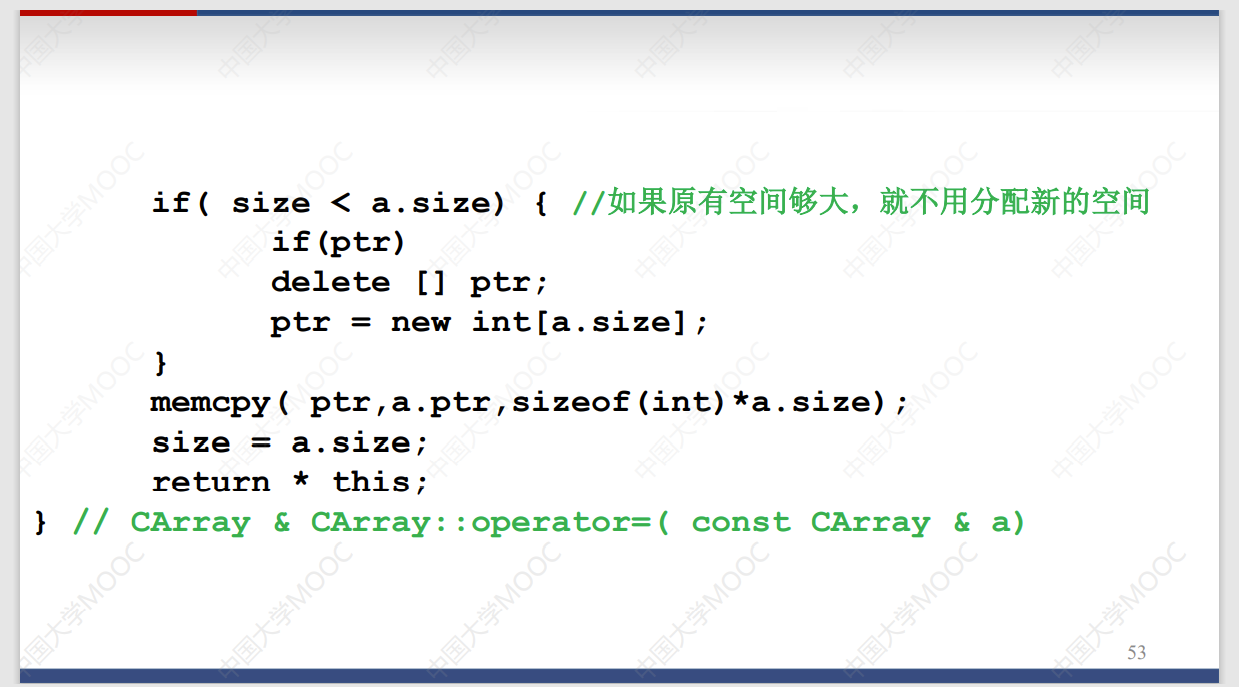 if( size < a.size) { //如果原有空间够大，就不用分配新的空间
if(ptr)
delete [] ptr;
ptr = new int[a.size];
}
memcpy( ptr,a.ptr,sizeof(int)*a.size);
size = a.size;
return * this;
} // CArray & CArray::operator=( const CArray & a)
53
中国大学MOOC